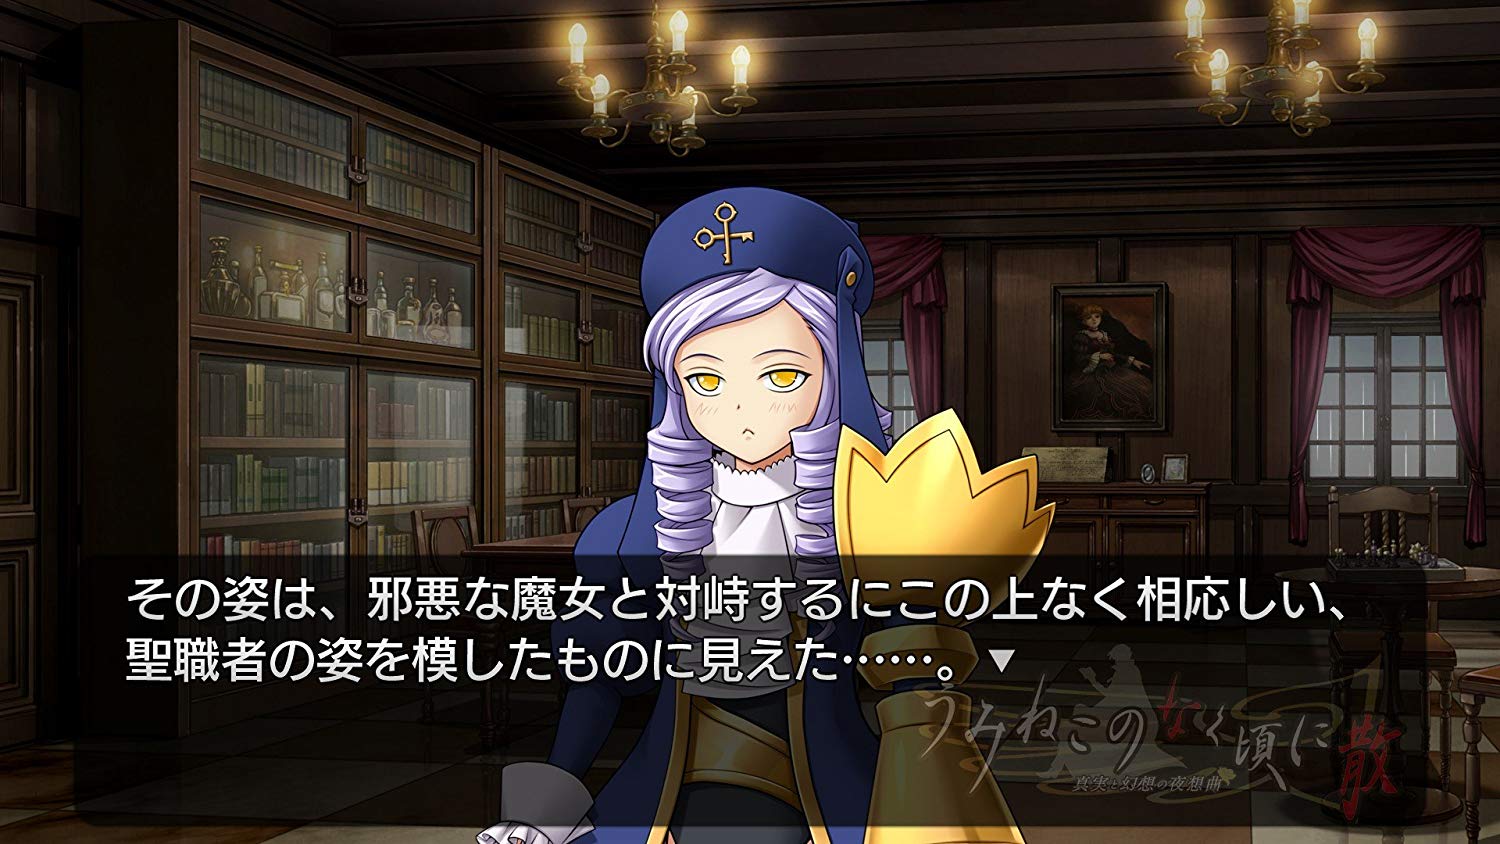 その姿は、邪悪な魔女と対峙するにこの上なく相応しい、
聖職者の姿を模したものに見えた……。▼
うみねこのなく頃に散
真実と幻想の夜想曲